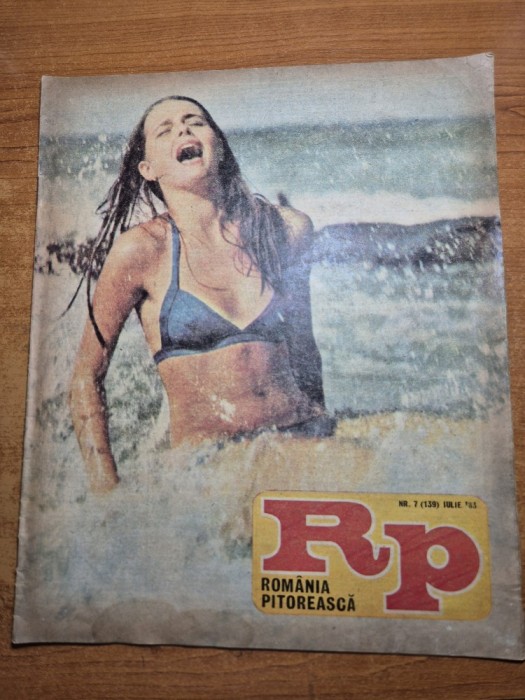 NR. 7 (139) IULIE '83
Rp
ROMÂNIA
PITOREASCĂ